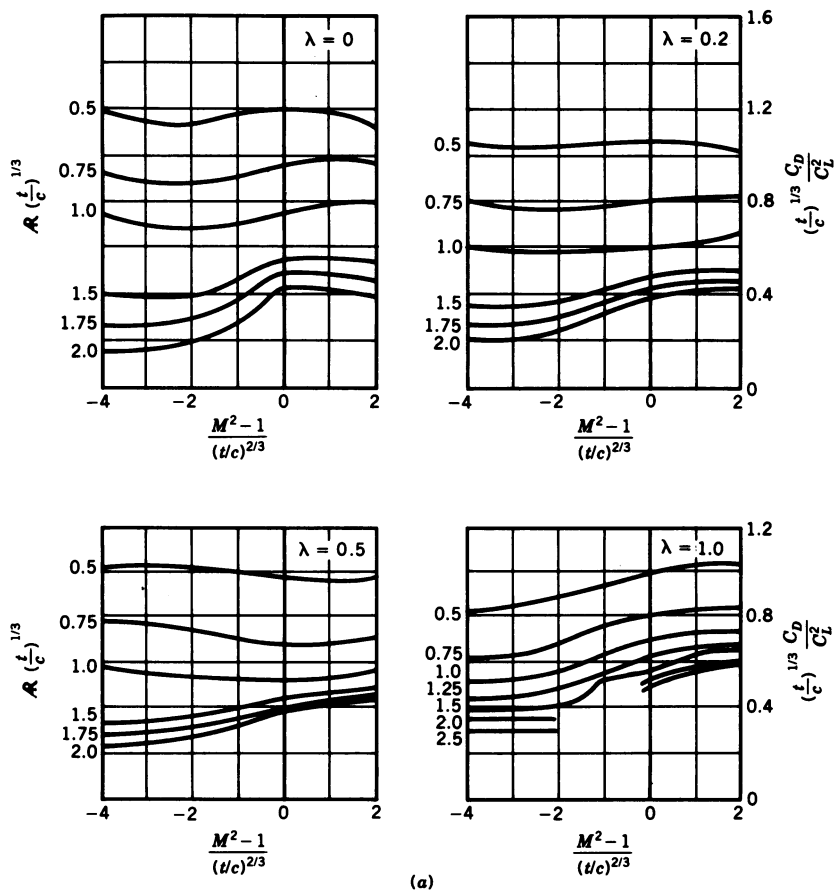 λ = 0
0.5
0.75
1.0
1.5
1.75
2.0
Æ (t/c)^{1/3}
−4 −2 0 2
M² − 1
(t/c)^{2/3}
λ = 0.2
0.5
0.75
1.0
1.5
1.75
2.0
1.6
1.2
0.8
0.4
0
(t/c)^{1/3} C_D/C_L²
−4 −2 0 2
M² − 1
(t/c)^{2/3}
λ = 0.5
0.5
0.75
1.0
1.5
1.75
2.0
Æ (t/c)^{1/3}
−4 −2 0 2
M² − 1
(t/c)^{2/3}
λ = 1.0
0.5
0.75
1.0
1.25
1.5
2.0
2.5
1.2
0.8
0.4
0
(t/c)^{1/3} C_D/C_L²
−4 −2 0 2
M² − 1
(t/c)^{2/3}
(a)